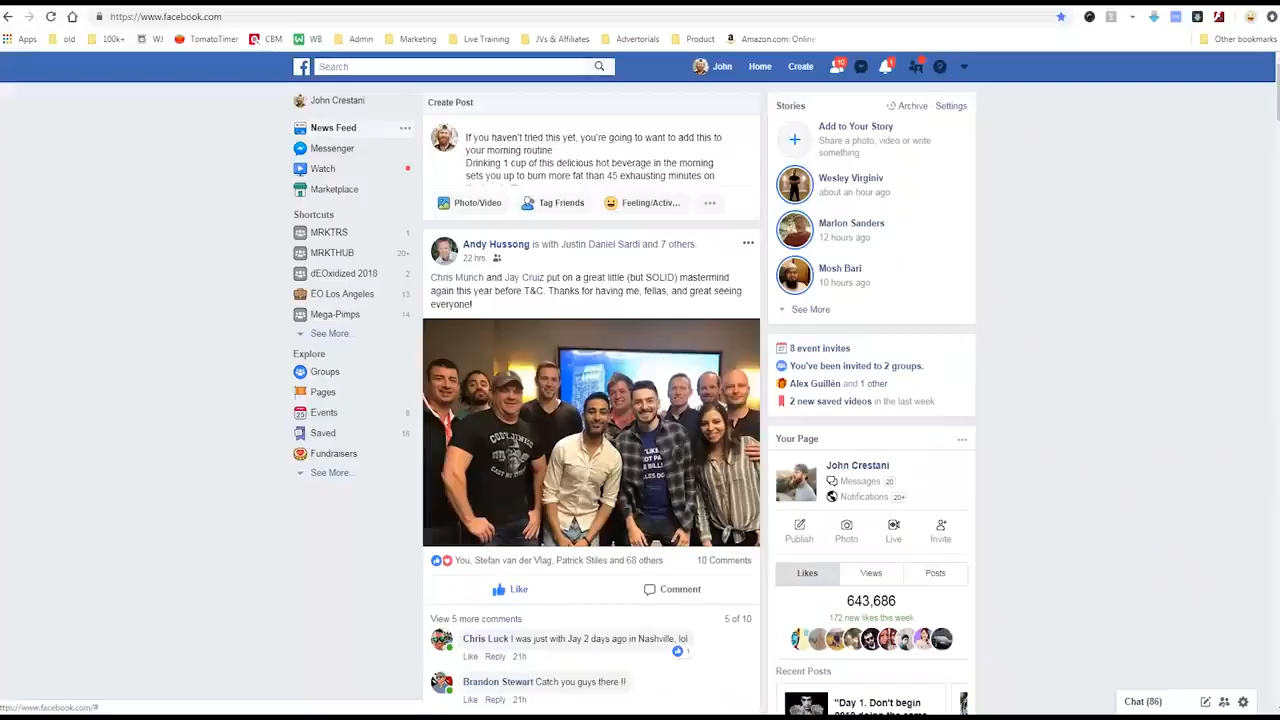 https://www.facebook.com
Apps
old
100k+
WJ
TomatoTimer
CBM
WB
Admin
Marketing
Live Training
JVs & Affiliates
Advertorials
Product
Amazon.com: Online
Other bookmarks
Search
John
Home
Create
10
1
John Crestani
News Feed
Messenger
Watch
Marketplace
Shortcuts
MRKTRS 1
MRKTHUB 20+
dEOxidized 2018 2
EO Los Angeles 13
Mega-Pimps 14
See More...
Explore
Groups
Pages
Events 8
Saved 16
Fundraisers
See More...
Create Post
If you haven't tried this yet, you're going to want to add this to
your morning routine
Drinking 1 cup of this delicious hot beverage in the morning
sets you up to burn more fat than 45 exhausting minutes on
Photo/Video
Tag Friends
Feeling/Activ...
Andy Hussong is with Justin Daniel Sardi and 7 others.
22 hrs
Chris Munch and Jay Cruiz put on a great little (but SOLID) mastermind
again this year before T&C. Thanks for having me, fellas, and great seeing
everyone!
You, Stefan van der Vlag, Patrick Stiles and 68 others
10 Comments
Like
Comment
View 5 more comments
5 of 10
Chris Luck I was just with Jay 2 days ago in Nashville, lol
1
Like Reply 21h
Brandon Stewart Catch you guys there !!
Like Reply 21h
Stories
Archive · Settings
Add to Your Story
Share a photo, video or write
something
Wesley Virginiv
about an hour ago
Marlon Sanders
12 hours ago
Mosh Bari
10 hours ago
See More
8 event invites
You've been invited to 2 groups.
Alex Guillén and 1 other
2 new saved videos in the last week
Your Page
John Crestani
Messages 20
Notifications 20+
Publish
Photo
Live
Invite
Likes
Views
Posts
643,686
172 new likes this week
Recent Posts
"Day 1. Don't begin
Chat (86)